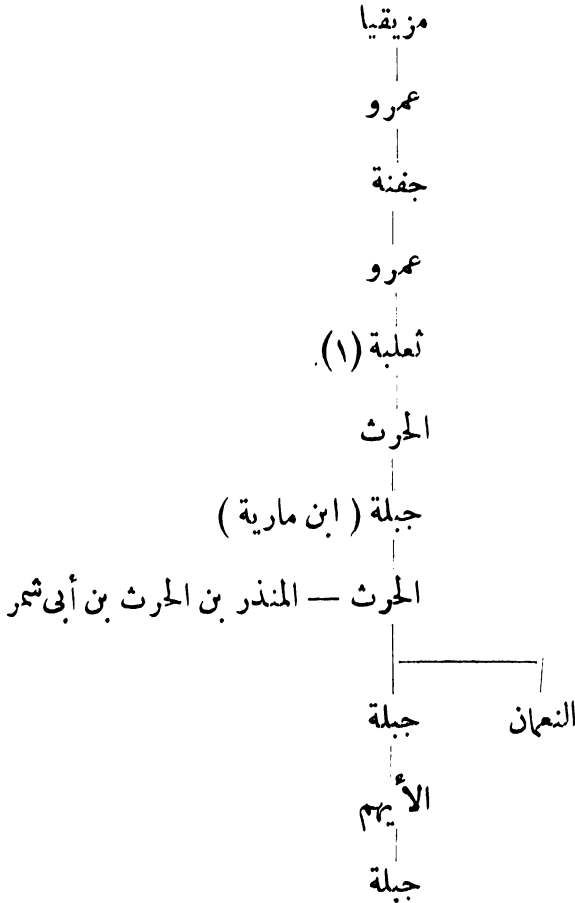 مزيقيا
عمرو
جفنة
عمرو
ثعلبة (١)
الحرث
جبلة ( ابن مارية )
الحرث — المنذر بن الحرث بن أبى شمر
النعمان جبلة
الأيهم
جبلة